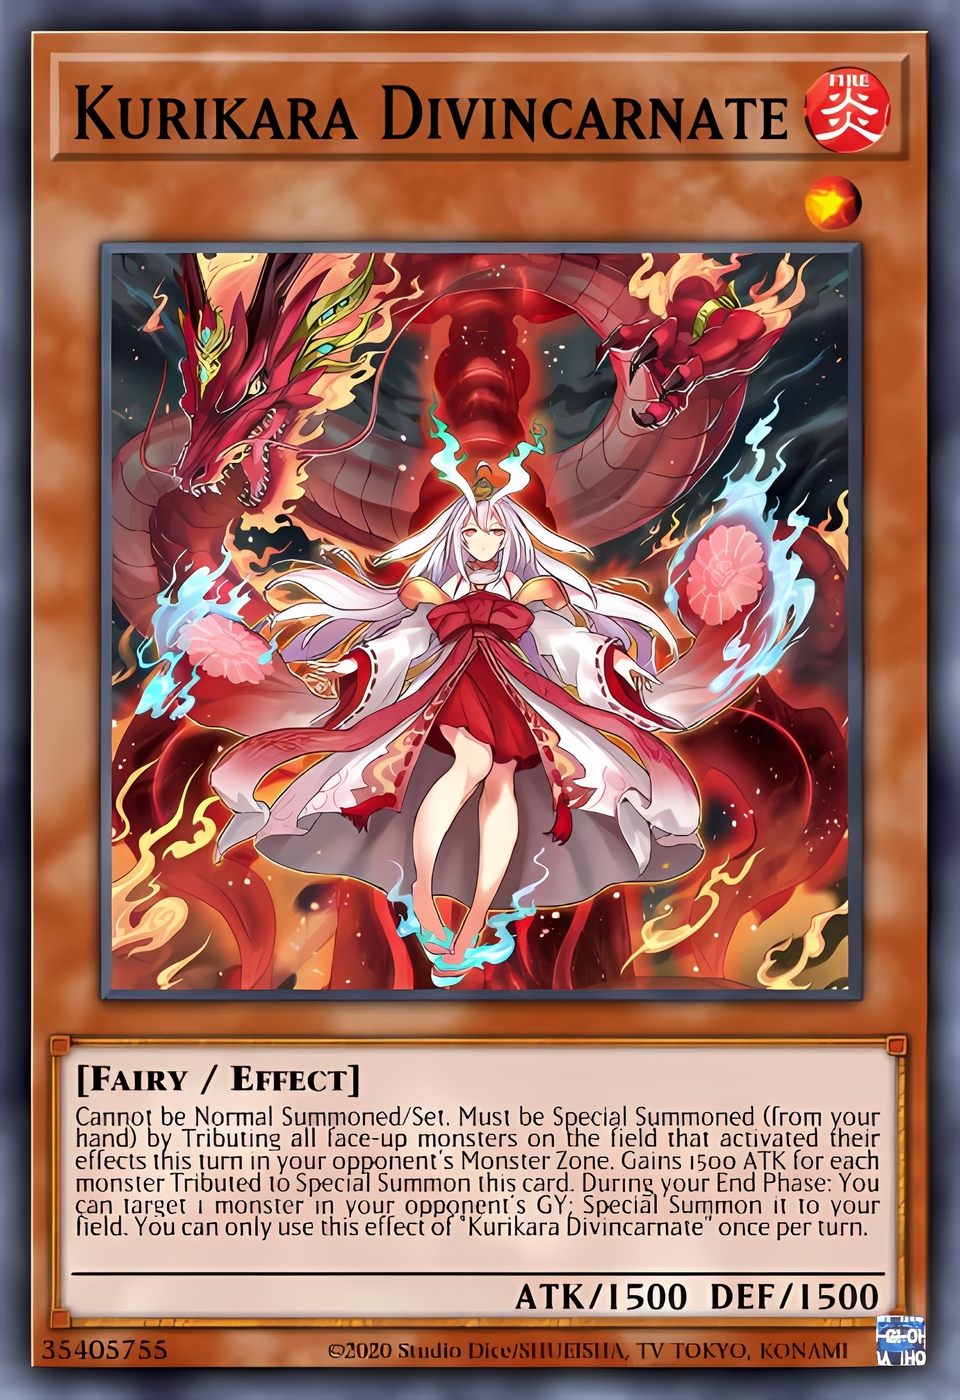 Kurikara Divincarnate
炎
[Fairy / Effect]
Cannot be Normal Summoned/Set. Must be Special Summoned (from your
hand) by Tributing all face-up monsters on the field that activated their
effects this turn in your opponent's Monster Zone. Gains 1500 ATK for each
monster Tributed to Special Summon this card. During your End Phase: You
can target 1 monster in your opponent's GY; Special Summon it to your
field. You can only use this effect of "Kurikara Divincarnate" once per turn.
ATK/1500 DEF/1500
35405755 ©2020 Studio Dice/SHUEISHA, TV TOKYO, KONAMI